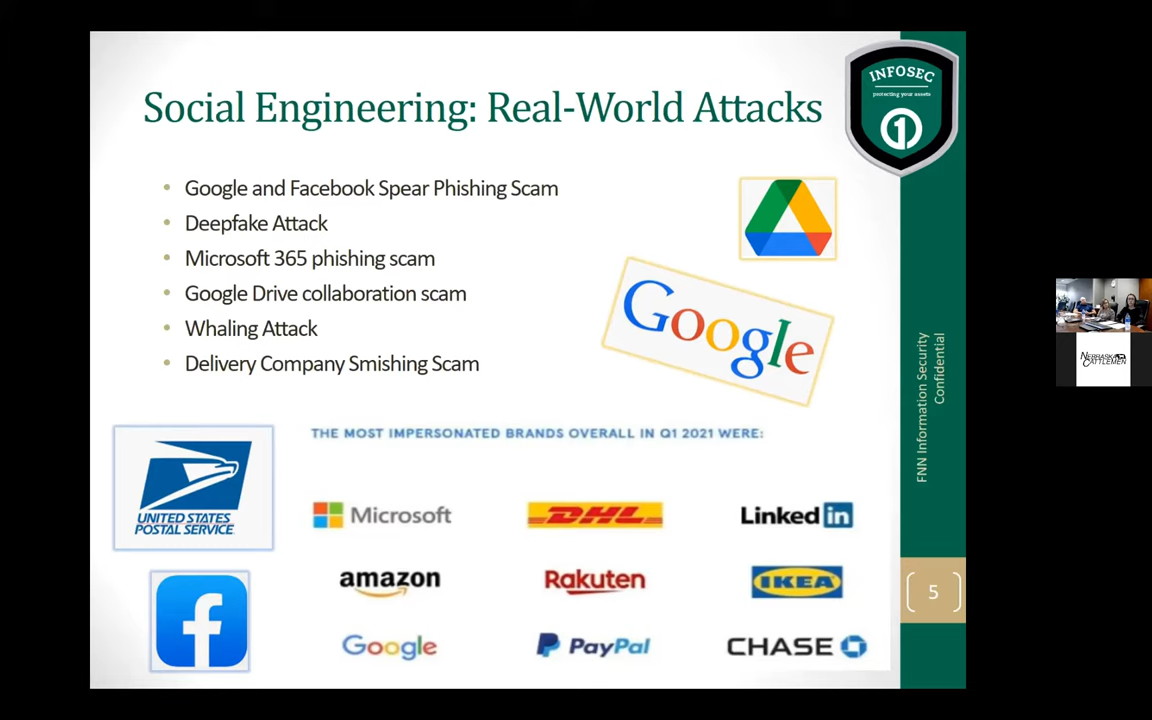 Social Engineering: Real-World Attacks
• Google and Facebook Spear Phishing Scam
• Deepfake Attack
• Microsoft 365 phishing scam
• Google Drive collaboration scam
• Whaling Attack
• Delivery Company Smishing Scam
INFOSEC
protecting your assets
1
Google
THE MOST IMPERSONATED BRANDS OVERALL IN Q1 2021 WERE:
UNITED STATES
POSTAL SERVICE
Microsoft
DHL
Linked in
amazon
Rakuten
IKEA
Google
PayPal
CHASE
f
FNN Information Security
Confidential
5
NEBRASKA
CATTLEMEN